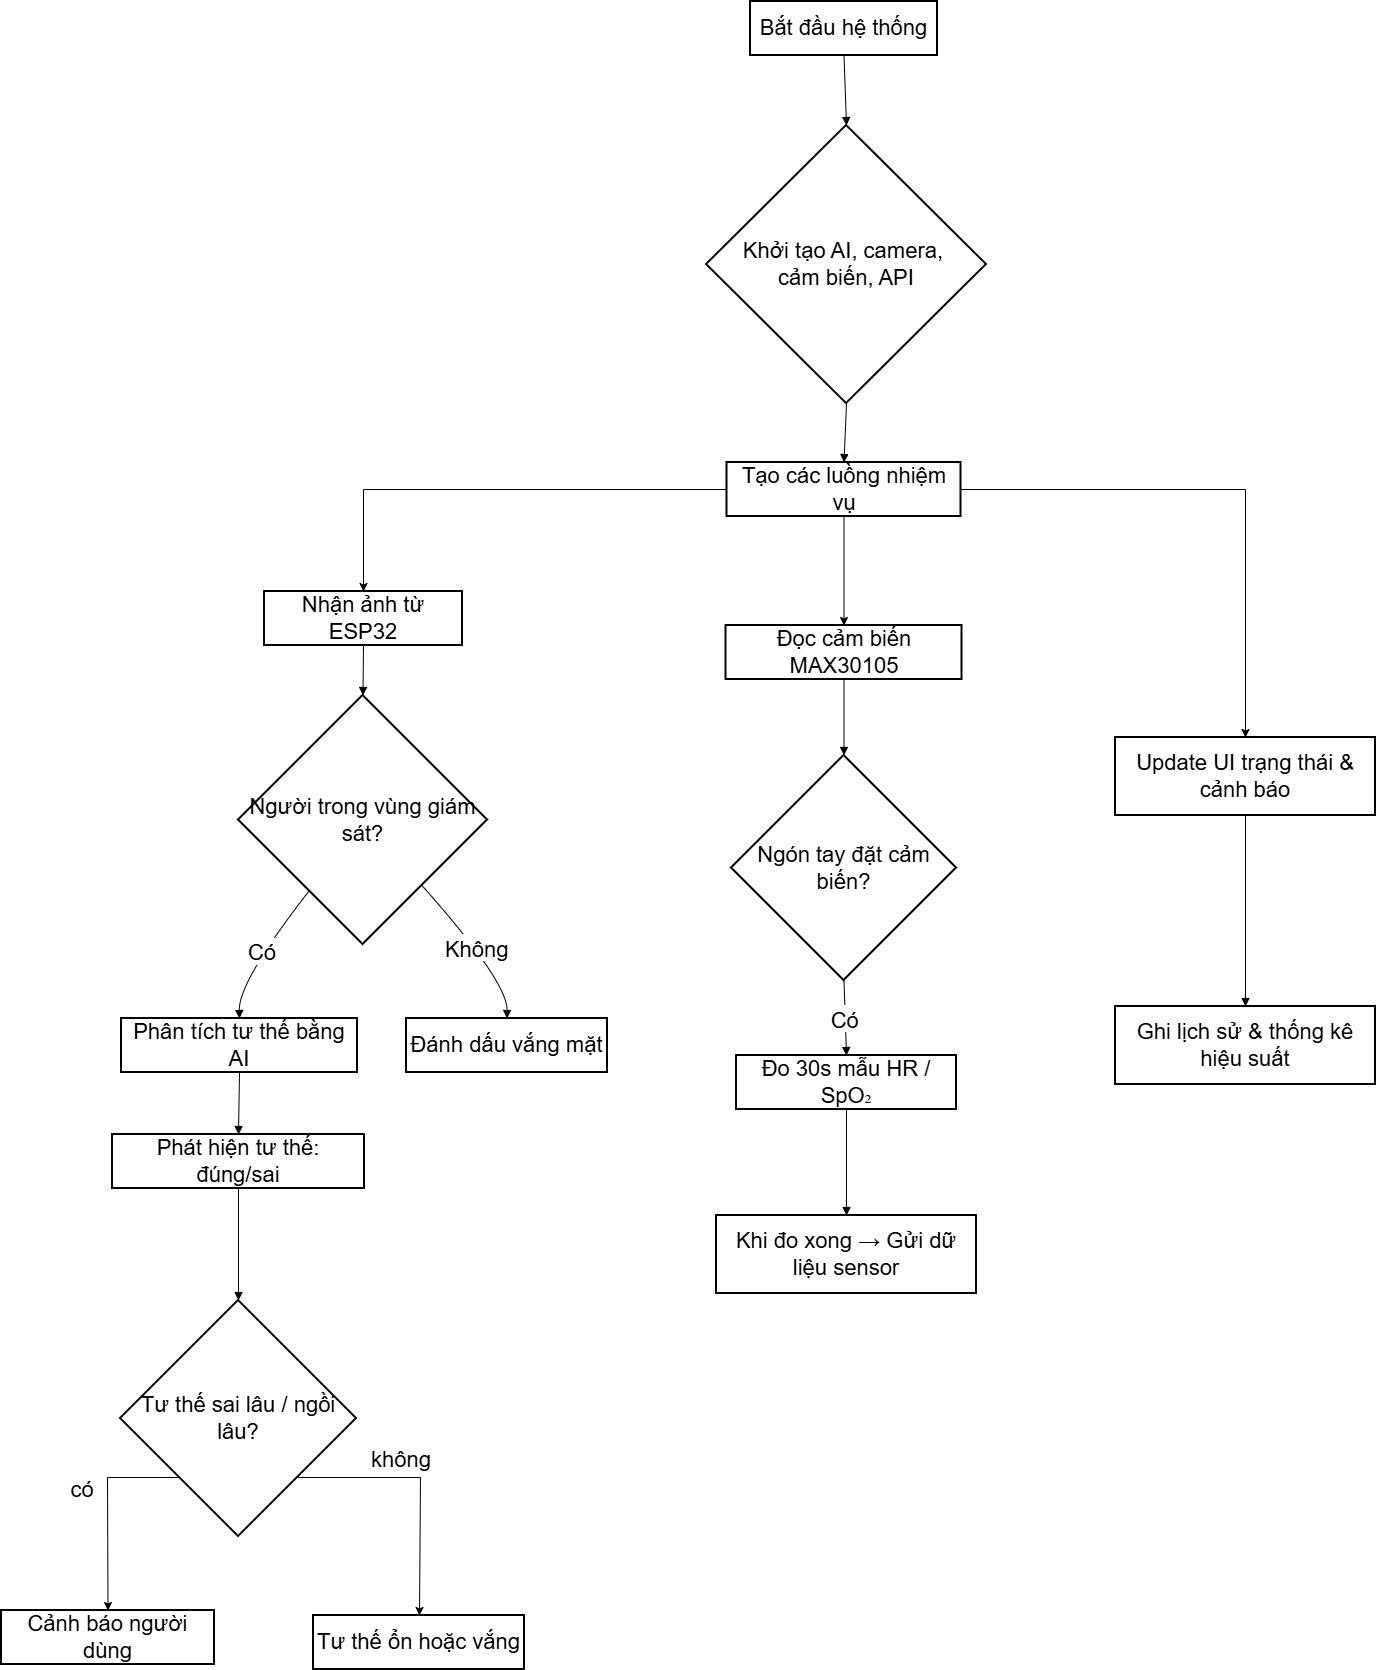 Bắt đầu hệ thống
Khởi tạo AI, camera,
cảm biến, API
Tạo các luồng nhiệm
vụ
Nhận ảnh từ
ESP32
Người trong vùng giám
sát?
Có
Không
Phân tích tư thế bằng
AI
Đánh dấu vắng mặt
Phát hiện tư thế:
đúng/sai
Tư thế sai lâu / ngồi
lâu?
có
không
Cảnh báo người
dùng
Tư thế ổn hoặc vắng
Đọc cảm biến
MAX30105
Ngón tay đặt cảm
biến?
Có
Đo 30s mẫu HR /
SpO₂
Khi đo xong → Gửi dữ
liệu sensor
Update UI trạng thái &
cảnh báo
Ghi lịch sử & thống kê
hiệu suất